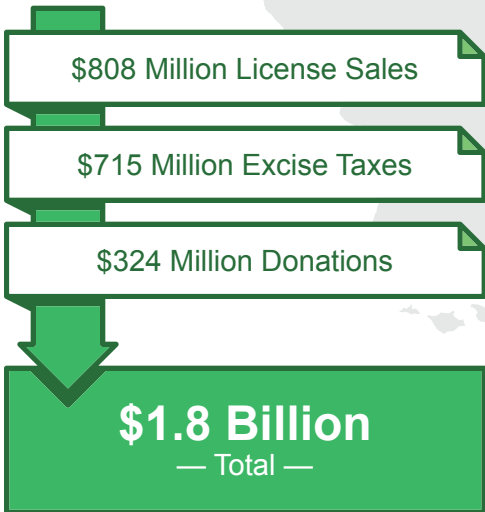 $808 Million License Sales
$715 Million Excise Taxes
$324 Million Donations
$1.8 Billion
— Total —